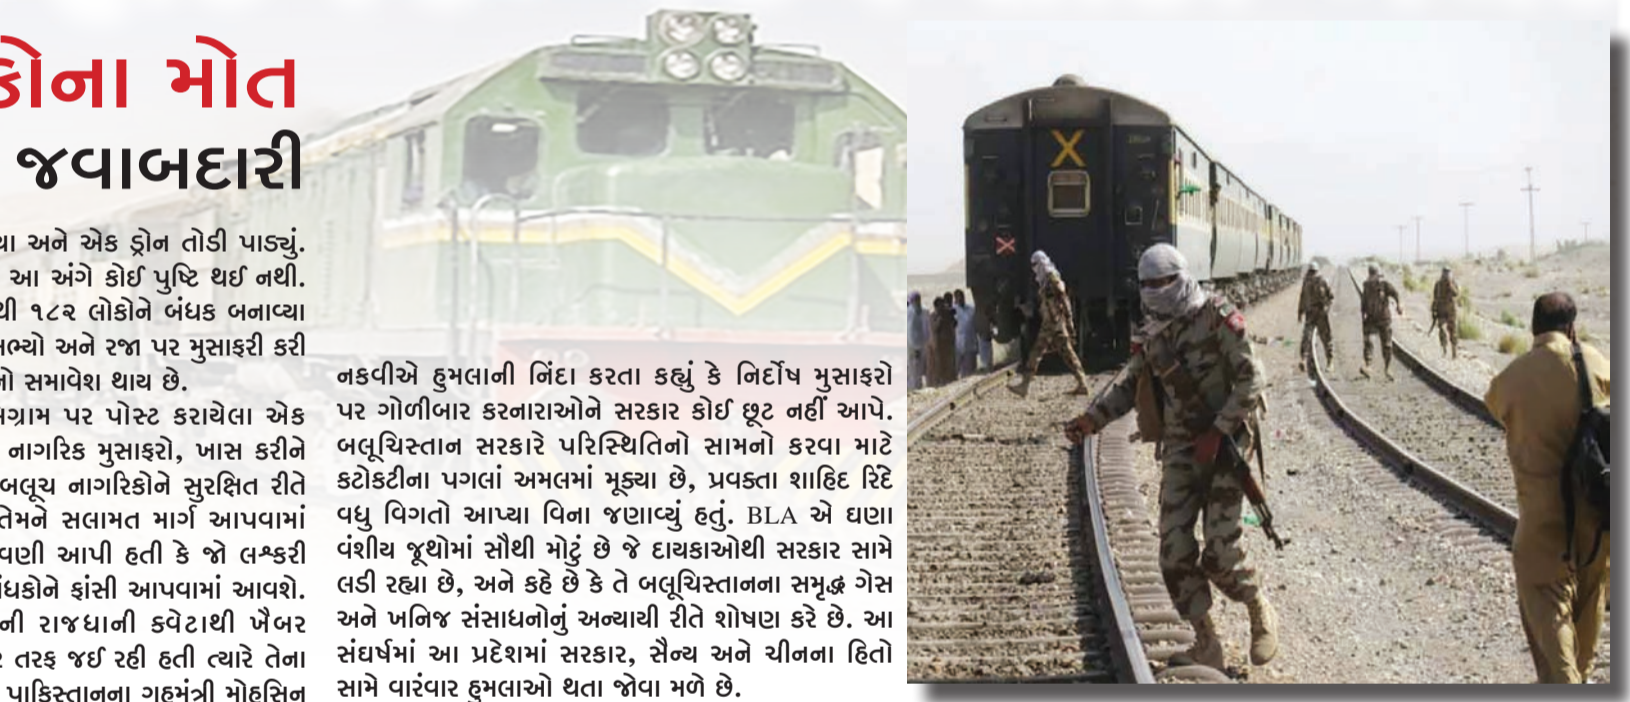 મોત
જવાબદારી
અને એક ડ્રોન તોડી પાડ્યું.
આ અંગે કોઈ પુષ્ટિ થઈ નથી.
૧૮૨ લોકોને બંધક બનાવ્યા
અને રજા પર મુસાફરી કરી
સમાવેશ થાય છે.
પર પોસ્ટ કરાયેલા એક
નાગરિક મુસાફરો, ખાસ કરીને
બલૂચ નાગરિકોને સુરક્ષિત રીતે
તેમને સલામત માર્ગ આપવામાં
આપી હતી કે જો લશ્કરી
ફાંસી આપવામાં આવશે.
રાજધાની ક્વેટાથી ખૈબર
તરફ જઈ રહી હતી ત્યારે તેના
પાકિસ્તાનના ગૃહમંત્રી મોહસિન
નકવીએ હુમલાની નિંદા કરતા કહ્યું કે નિર્દોષ મુસાફરો
પર ગોળીબાર કરનારાઓને સરકાર કોઈ છૂટ નહીં આપે.
બલૂચિસ્તાન સરકારે પરિસ્થિતિનો સામનો કરવા માટે
કટોકટીના પગલાં અમલમાં મૂક્યા છે, પ્રવક્તા શાહિદ રિંદે
વધુ વિગતો આપ્યા વિના જણાવ્યું હતું. BLA એ ઘણા
વંશીય જૂથોમાં સૌથી મોટું છે જે દાયકાઓથી સરકાર સામે
લડી રહ્યા છે, અને કહે છે કે તે બલૂચિસ્તાનના સમૃદ્ધ ગેસ
અને ખનિજ સંસાધનોનું અન્યાયી રીતે શોષણ કરે છે. આ
સંઘર્ષમાં આ પ્રદેશમાં સરકાર, સૈન્ય અને ચીનના હિતો
સામે વારંવાર હુમલાઓ થતા જોવા મળે છે.